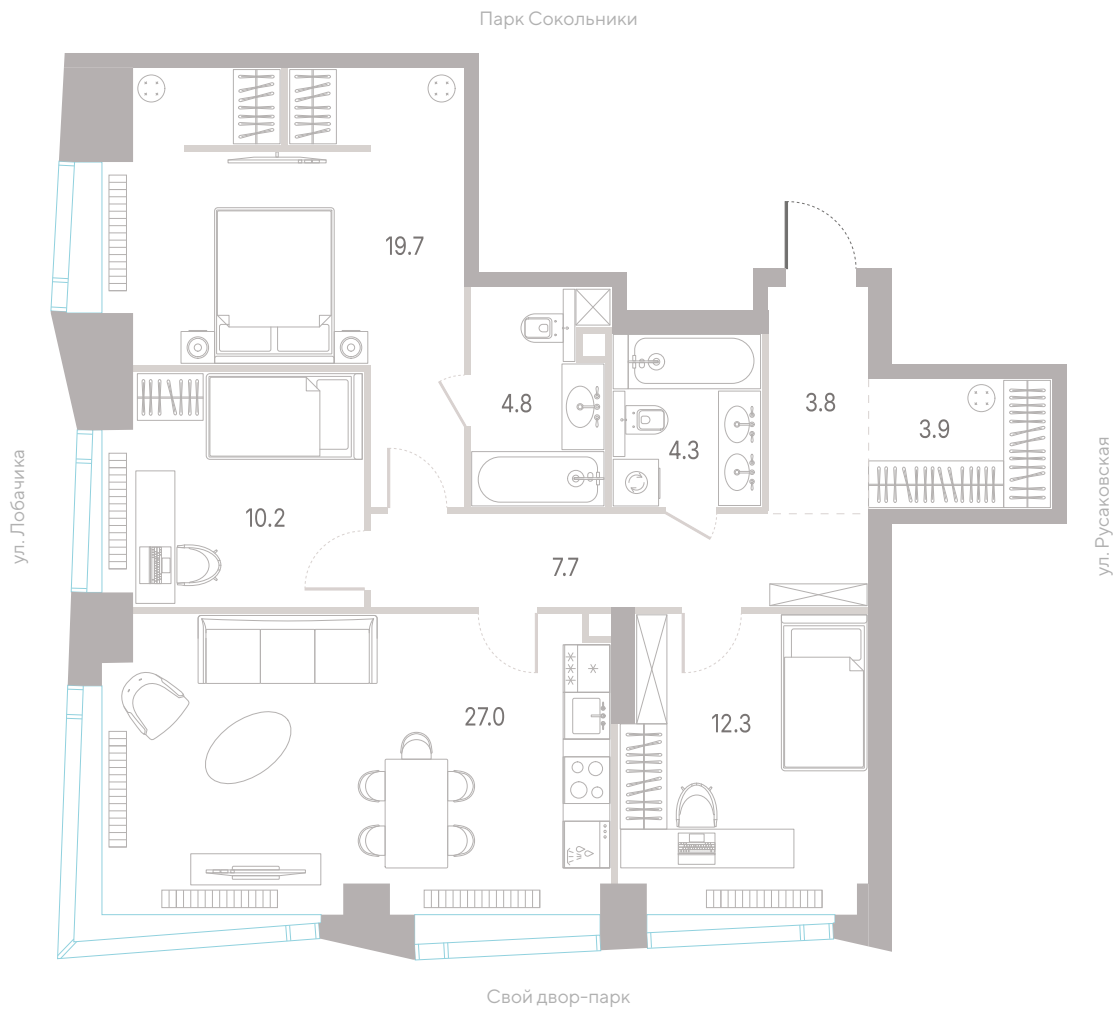 Парк Сокольники
19.7
4.8
4.3
3.8
3.9
ул. Лобачика
ул. Русаковская
10.2
7.7
27.0
12.3
Свой двор-парк